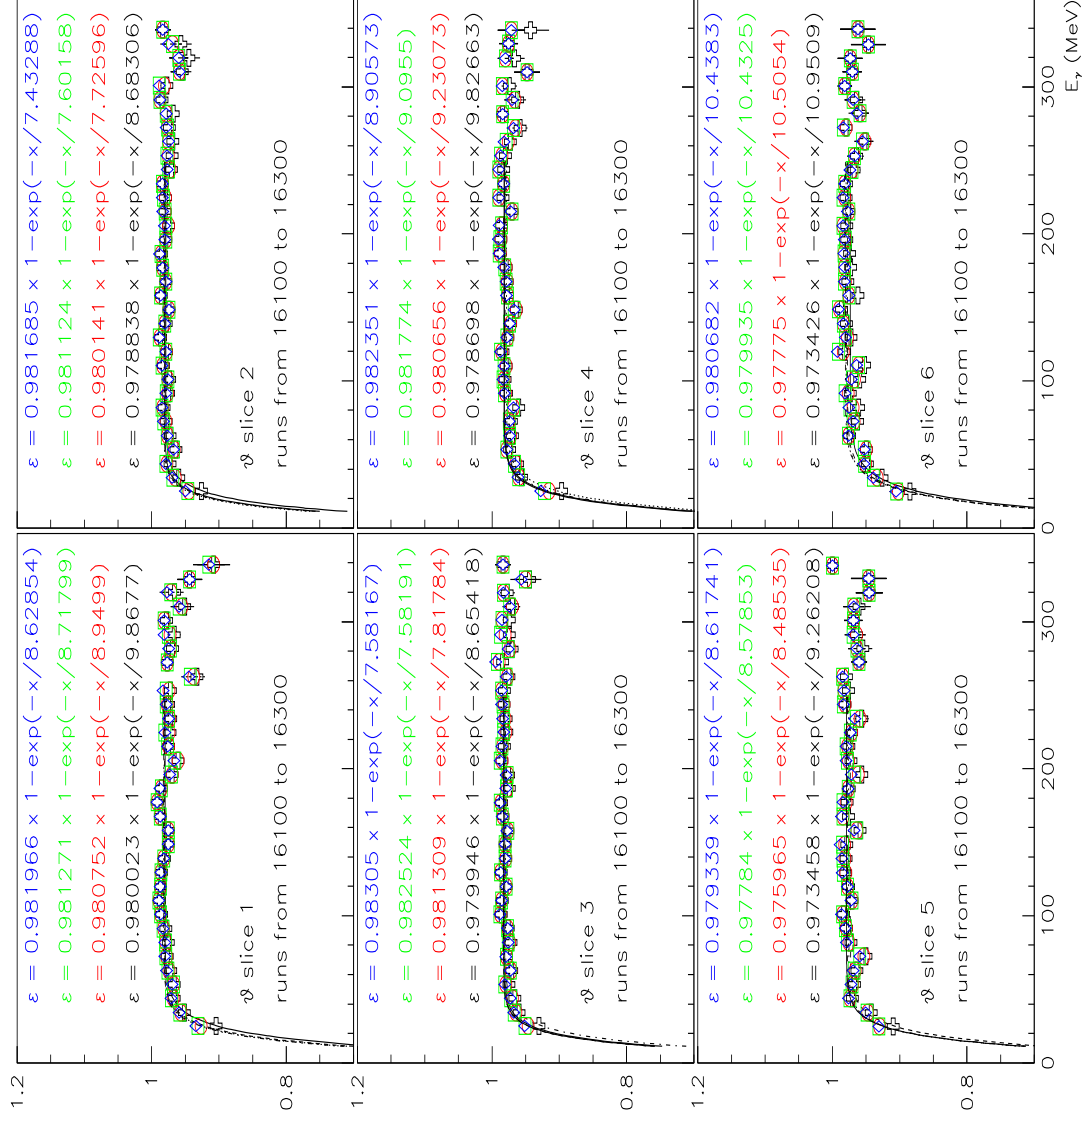 ε = 0.981966 × 1−exp(−x/8.62854)
ε = 0.981271 × 1−exp(−x/8.71799)
ε = 0.980752 × 1−exp(−x/8.9499)
ε = 0.980023 × 1−exp(−x/9.8677)
ϑ slice 1
runs from 16100 to 16300
ε = 0.981685 × 1−exp(−x/7.43288)
ε = 0.981124 × 1−exp(−x/7.60158)
ε = 0.980141 × 1−exp(−x/7.72596)
ε = 0.978838 × 1−exp(−x/8.68306)
ϑ slice 2
runs from 16100 to 16300
1.2
1
0.8
ε = 0.98305 × 1−exp(−x/7.58167)
ε = 0.982524 × 1−exp(−x/7.58191)
ε = 0.981309 × 1−exp(−x/7.81784)
ε = 0.979946 × 1−exp(−x/8.65418)
ϑ slice 3
runs from 16100 to 16300
ε = 0.982351 × 1−exp(−x/8.90573)
ε = 0.981774 × 1−exp(−x/9.0955)
ε = 0.980656 × 1−exp(−x/9.23073)
ε = 0.978698 × 1−exp(−x/9.82663)
ϑ slice 4
runs from 16100 to 16300
1
0.8
ε = 0.979339 × 1−exp(−x/8.61741)
ε = 0.97784 × 1−exp(−x/8.57853)
ε = 0.975965 × 1−exp(−x/8.48535)
ε = 0.973458 × 1−exp(−x/9.26208)
ϑ slice 5
runs from 16100 to 16300
ε = 0.980682 × 1−exp(−x/10.4383)
ε = 0.979935 × 1−exp(−x/10.4325)
ε = 0.97775 × 1−exp(−x/10.5054)
ε = 0.973426 × 1−exp(−x/10.9509)
ϑ slice 6
runs from 16100 to 16300
1
0.8
0 100 200 300 0 100 200 300
Eγ (MeV)